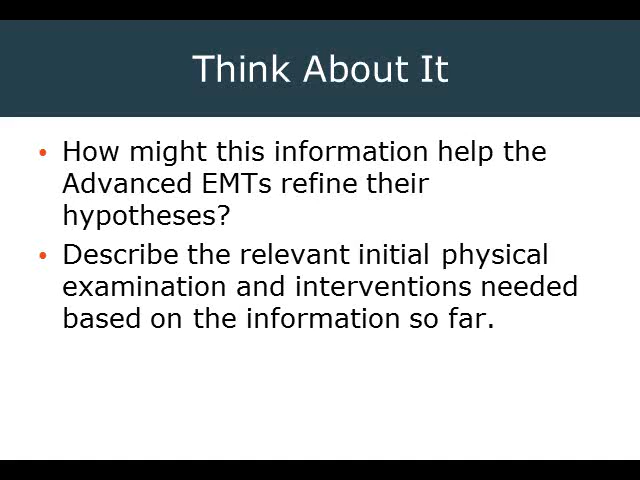 Think About It
• How might this information help the
Advanced EMTs refine their
hypotheses?
• Describe the relevant initial physical
examination and interventions needed
based on the information so far.